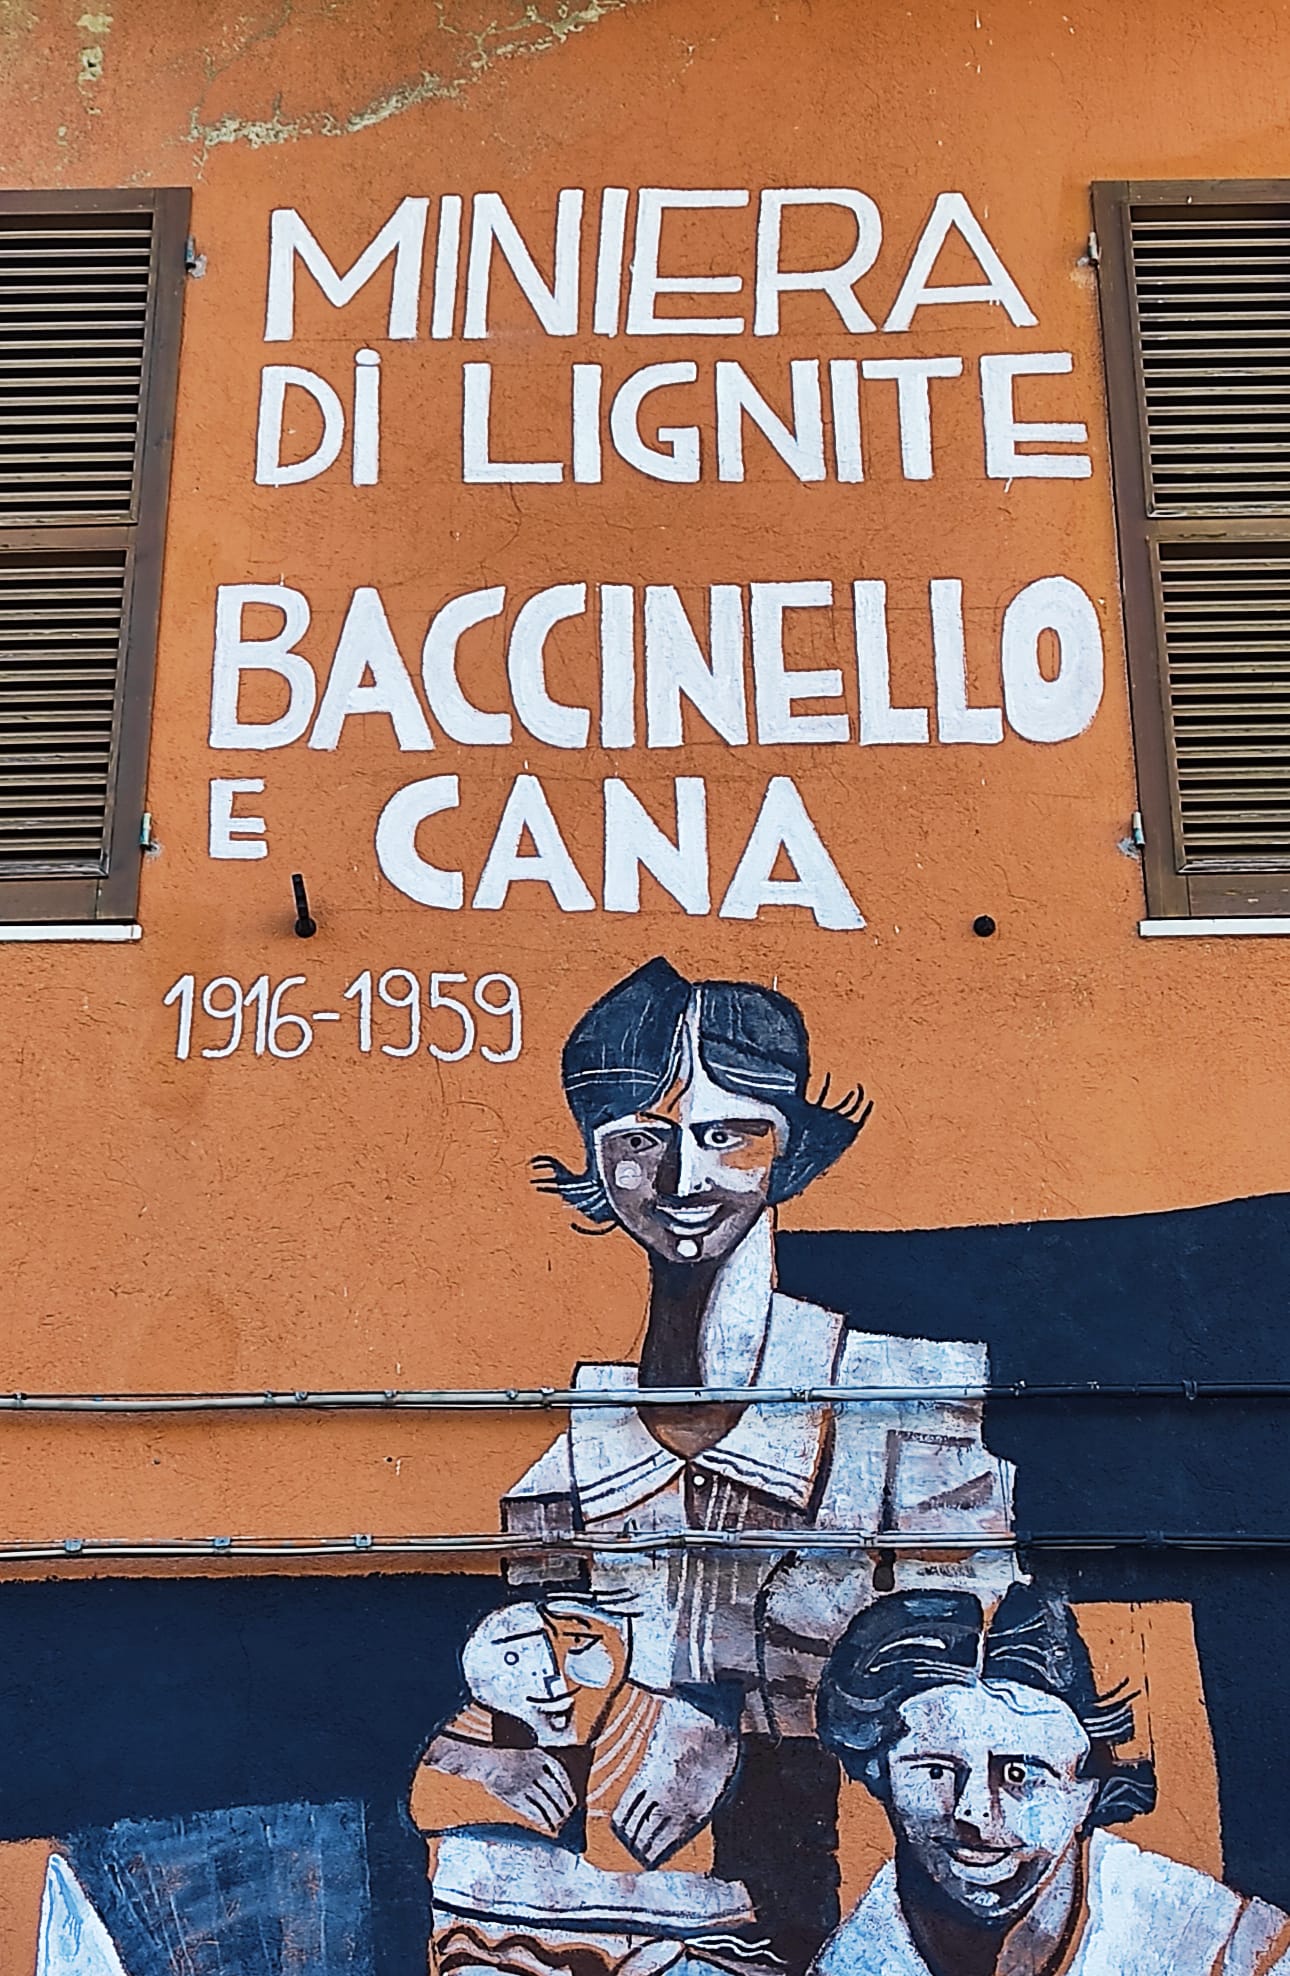 MINIERA
Di LIGNITE
BACCINELLO
E CANA
1916-1959